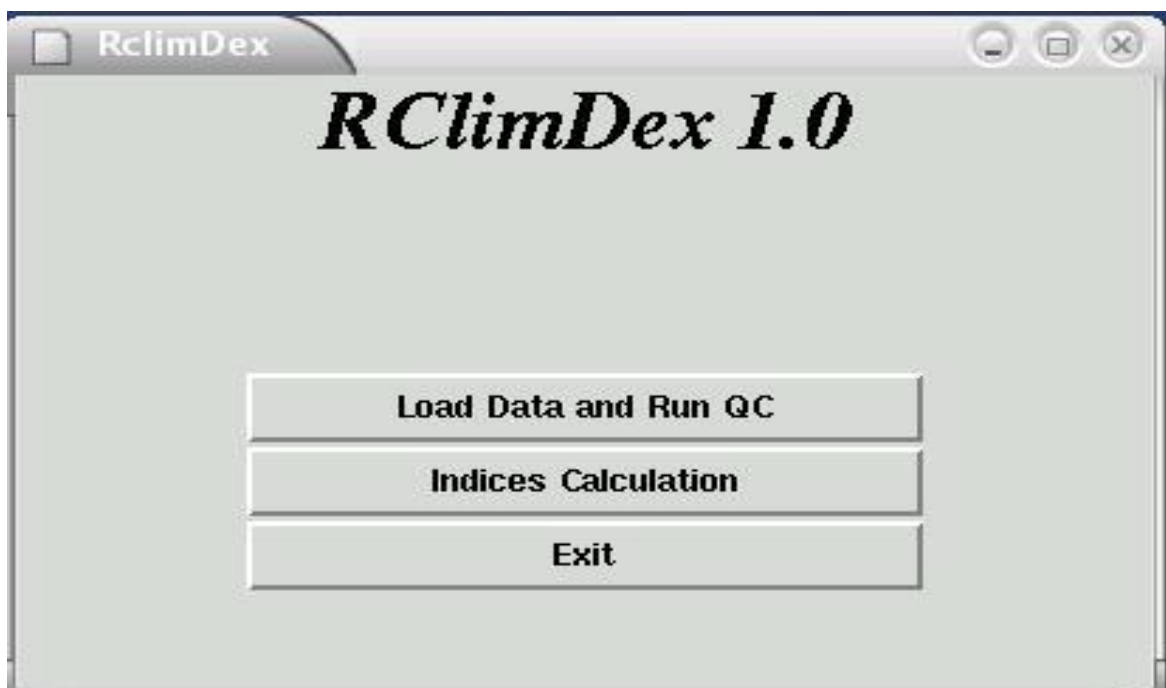 RclimDex
RClimDex 1.0
Load Data and Run QC
Indices Calculation
Exit